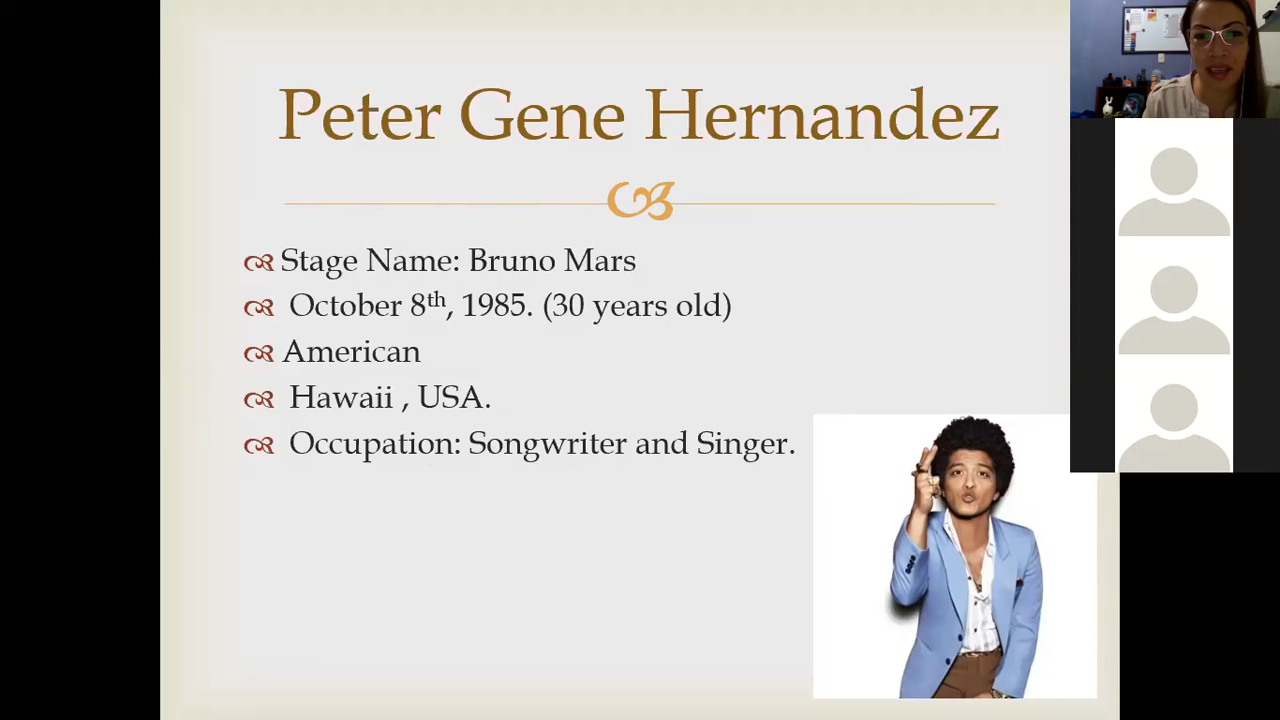 Peter Gene Hernandez
Stage Name: Bruno Mars
October 8th, 1985. (30 years old)
American
Hawaii , USA.
Occupation: Songwriter and Singer.